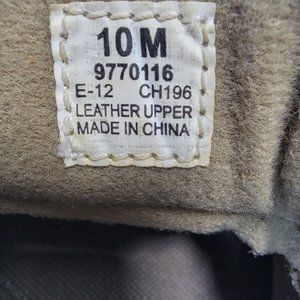 10 M
9770116
E-12 CH196
LEATHER UPPER
MADE IN CHINA